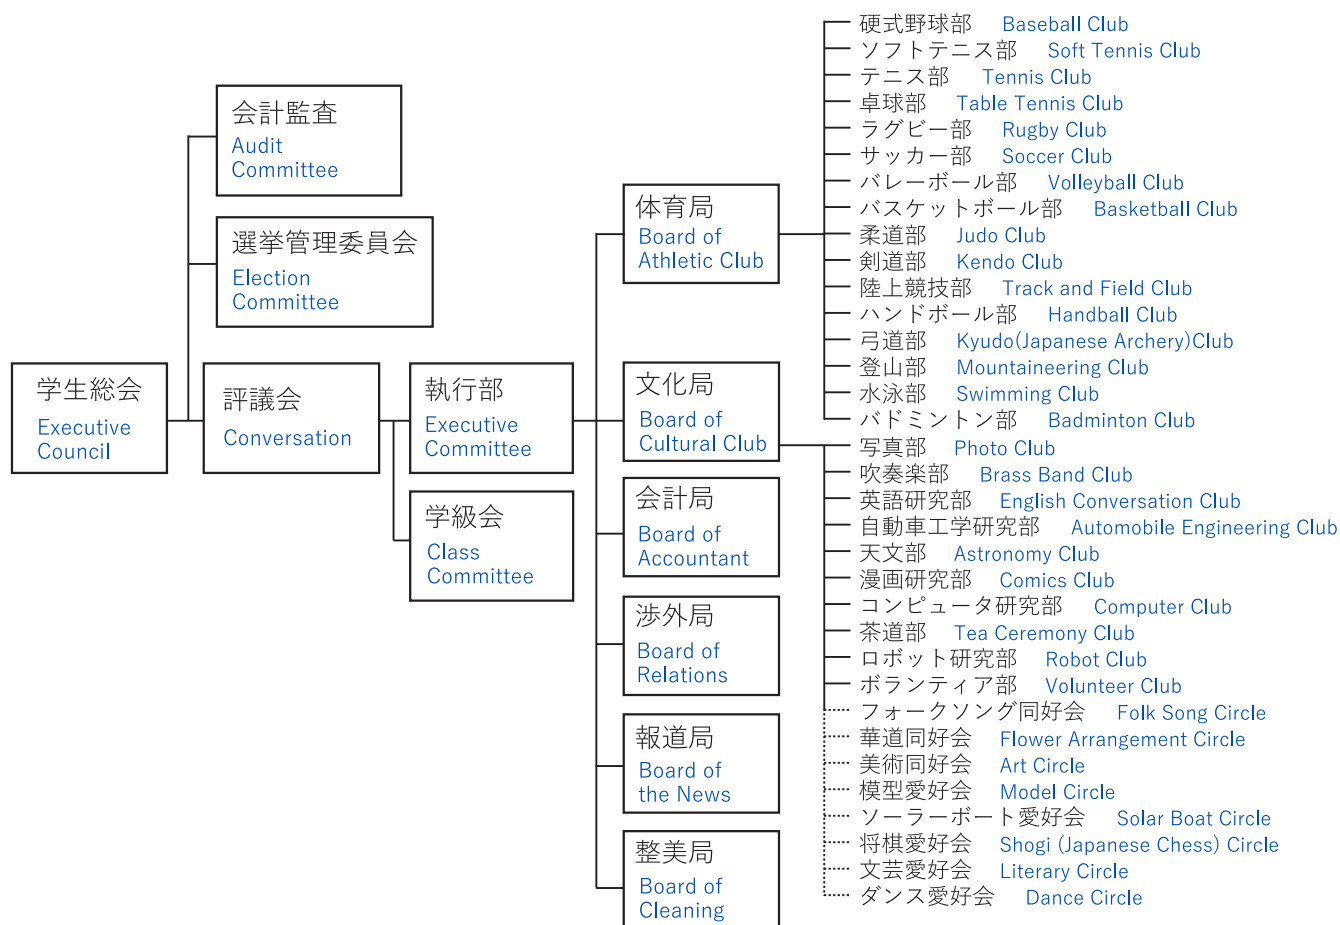 学生総会
Executive
Council
会計監査
Audit
Committee
選挙管理委員会
Election
Committee
評議会
Conversation
執行部
Executive
Committee
学級会
Class
Committee
体育局
Board of
Athletic Club
文化局
Board of
Cultural Club
会計局
Board of
Accountant
渉外局
Board of
Relations
報道局
Board of
the News
整美局
Board of
Cleaning
硬式野球部 Baseball Club
ソフトテニス部 Soft Tennis Club
テニス部 Tennis Club
卓球部 Table Tennis Club
ラグビー部 Rugby Club
サッカー部 Soccer Club
バレーボール部 Volleyball Club
バスケットボール部 Basketball Club
柔道部 Judo Club
剣道部 Kendo Club
陸上競技部 Track and Field Club
ハンドボール部 Handball Club
弓道部 Kyudo(Japanese Archery)Club
登山部 Mountaineering Club
水泳部 Swimming Club
バドミントン部 Badminton Club
写真部 Photo Club
吹奏楽部 Brass Band Club
英語研究部 English Conversation Club
自動車工学研究部 Automobile Engineering Club
天文部 Astronomy Club
漫画研究部 Comics Club
コンピュータ研究部 Computer Club
茶道部 Tea Ceremony Club
ロボット研究部 Robot Club
ボランティア部 Volunteer Club
フォークソング同好会 Folk Song Circle
華道同好会 Flower Arrangement Circle
美術同好会 Art Circle
模型愛好会 Model Circle
ソーラーボート愛好会 Solar Boat Circle
将棋愛好会 Shogi (Japanese Chess) Circle
文芸愛好会 Literary Circle
ダンス愛好会 Dance Circle